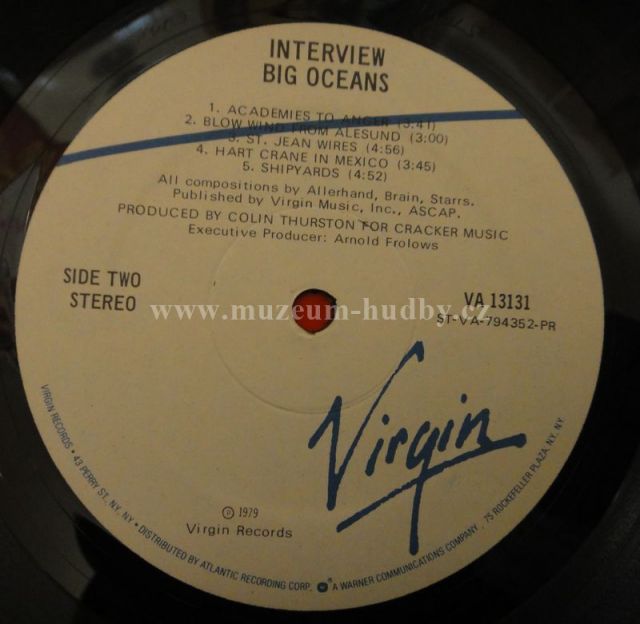 INTERVIEW
BIG OCEANS
1. ACADEMIES TO ANGER (3:41)
2. BLOW WIND FROM ALESUND (3:00)
3. ST. JEAN WIRES (4:56)
4. HART CRANE IN MEXICO (3:45)
5. SHIPYARDS (4:52)
All compositions by Allerhand, Brain, Starrs.
Published by Virgin Music, Inc., ASCAP.
PRODUCED BY COLIN THURSTON FOR CRACKER MUSIC
Executive Producer: Arnold Frolows
SIDE TWO
STEREO
VA 13131
ST-VA-794352-PR
www.muzeum-hudby.cz
Virgin
℗ 1979
Virgin Records
VIRGIN RECORDS • 43 PERRY ST., NY, NY • DISTRIBUTED BY ATLANTIC RECORDING CORP. A WARNER COMMUNICATIONS COMPANY, 75 ROCKEFELLER PLAZA, NY, NY.